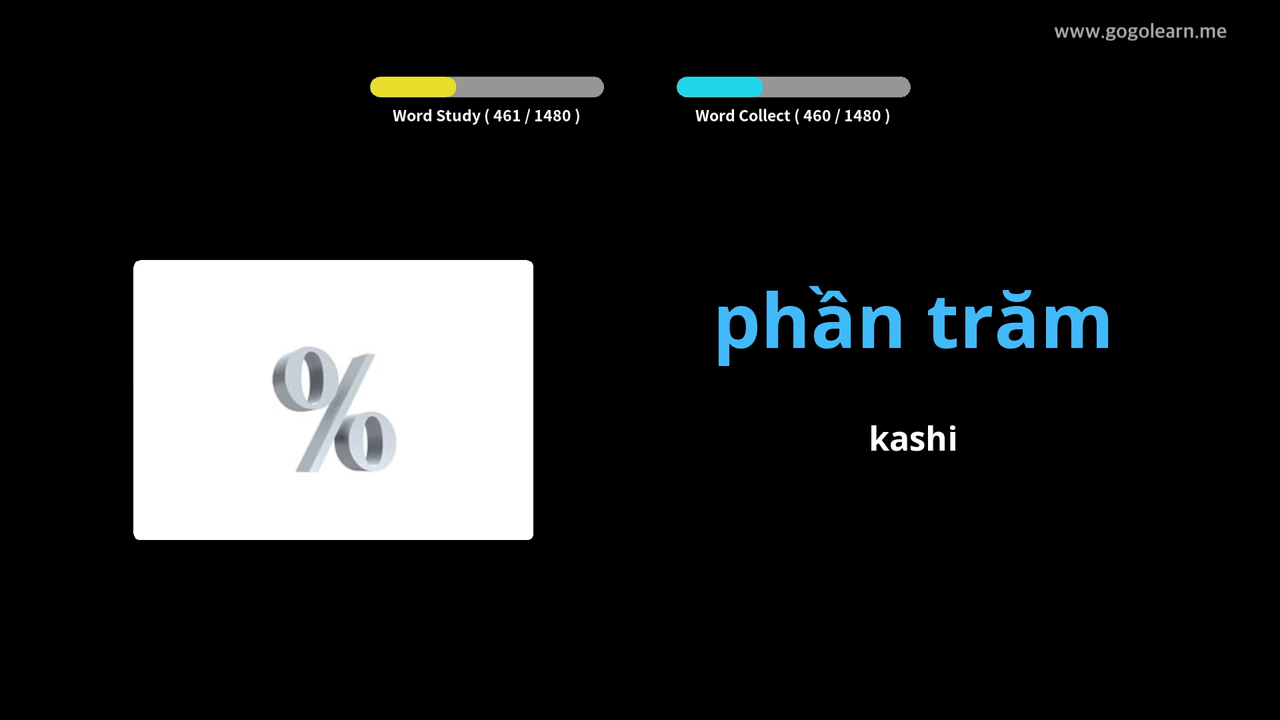 www.gogolearn.me
Word Study ( 461 / 1480 )
Word Collect ( 460 / 1480 )
%
phần trăm
kashi